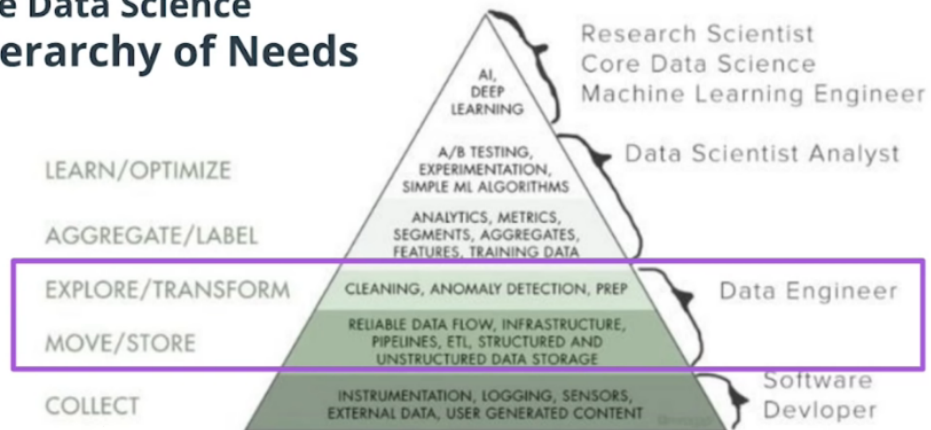 e Data Science
erarchy of Needs
Research Scientist
Core Data Science
Machine Learning Engineer
AI,
DEEP
LEARNING
Data Scientist Analyst
LEARN/OPTIMIZE
A/B TESTING,
EXPERIMENTATION,
SIMPLE ML ALGORITHMS
AGGREGATE/LABEL
ANALYTICS, METRICS,
SEGMENTS, AGGREGATES,
FEATURES, TRAINING DATA
EXPLORE/TRANSFORM
CLEANING, ANOMALY DETECTION, PREP
Data Engineer
MOVE/STORE
RELIABLE DATA FLOW, INFRASTRUCTURE,
PIPELINES, ETL, STRUCTURED AND
UNSTRUCTURED DATA STORAGE
COLLECT
INSTRUMENTATION, LOGGING, SENSORS,
EXTERNAL DATA, USER GENERATED CONTENT
Software
Devloper